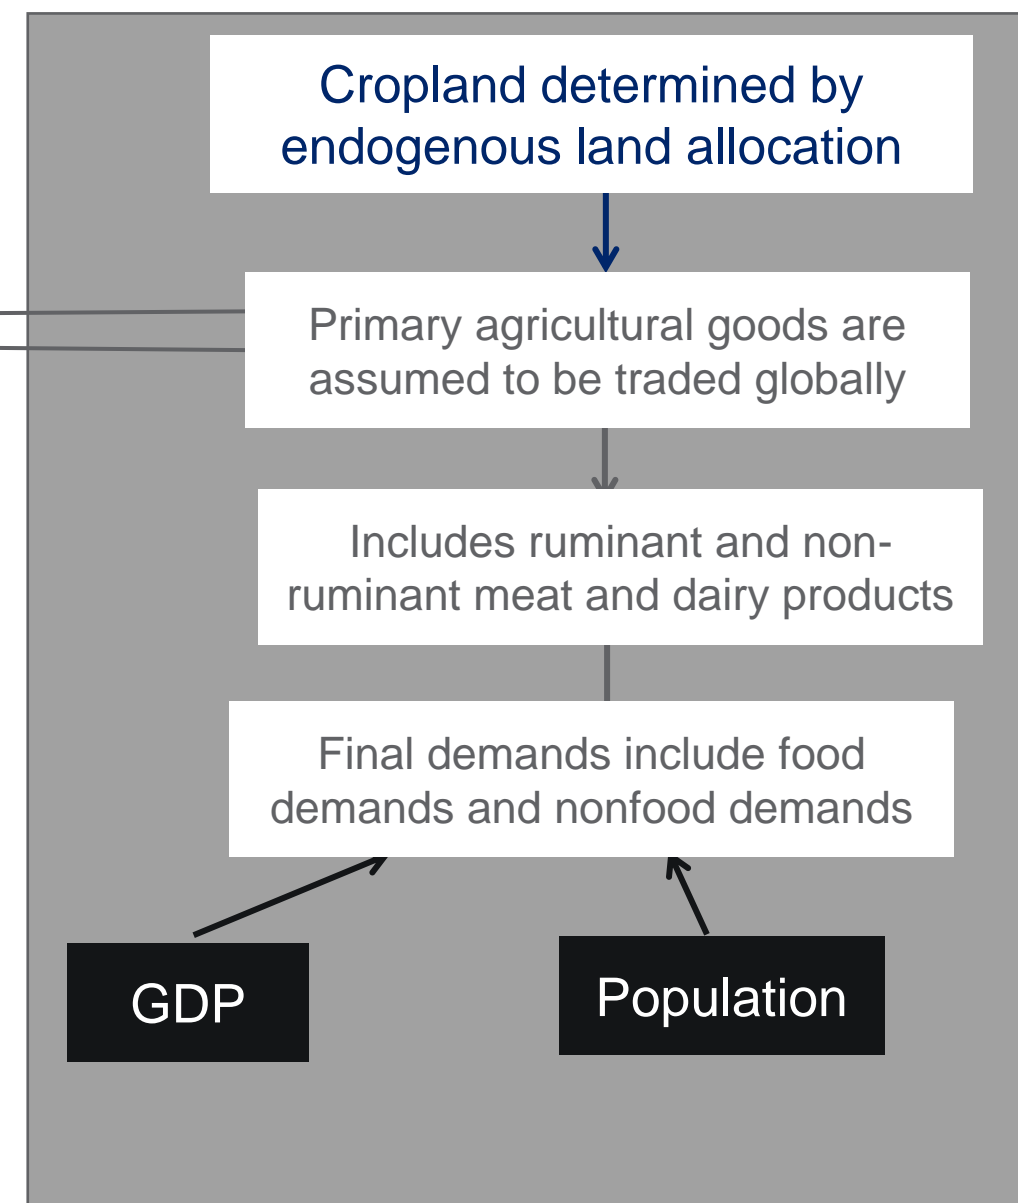 Cropland determined by
endogenous land allocation
Primary agricultural goods are
assumed to be traded globally
Includes ruminant and non-
ruminant meat and dairy products
Final demands include food
demands and nonfood demands
GDP
Population